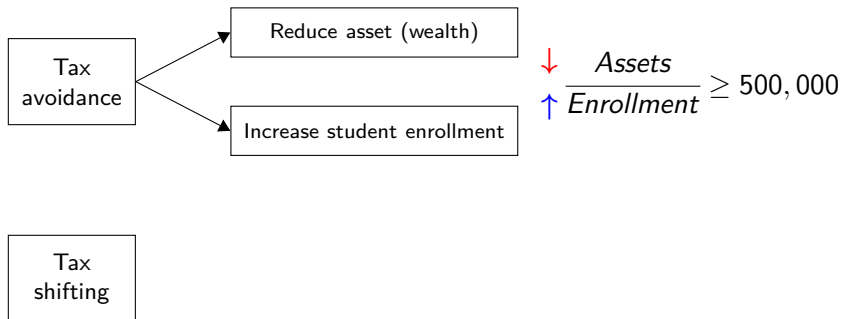 Tax
avoidance
Reduce asset (wealth)
Increase student enrollment
↓ Assets
↑ Enrollment
≥ 500, 000
Tax
shifting